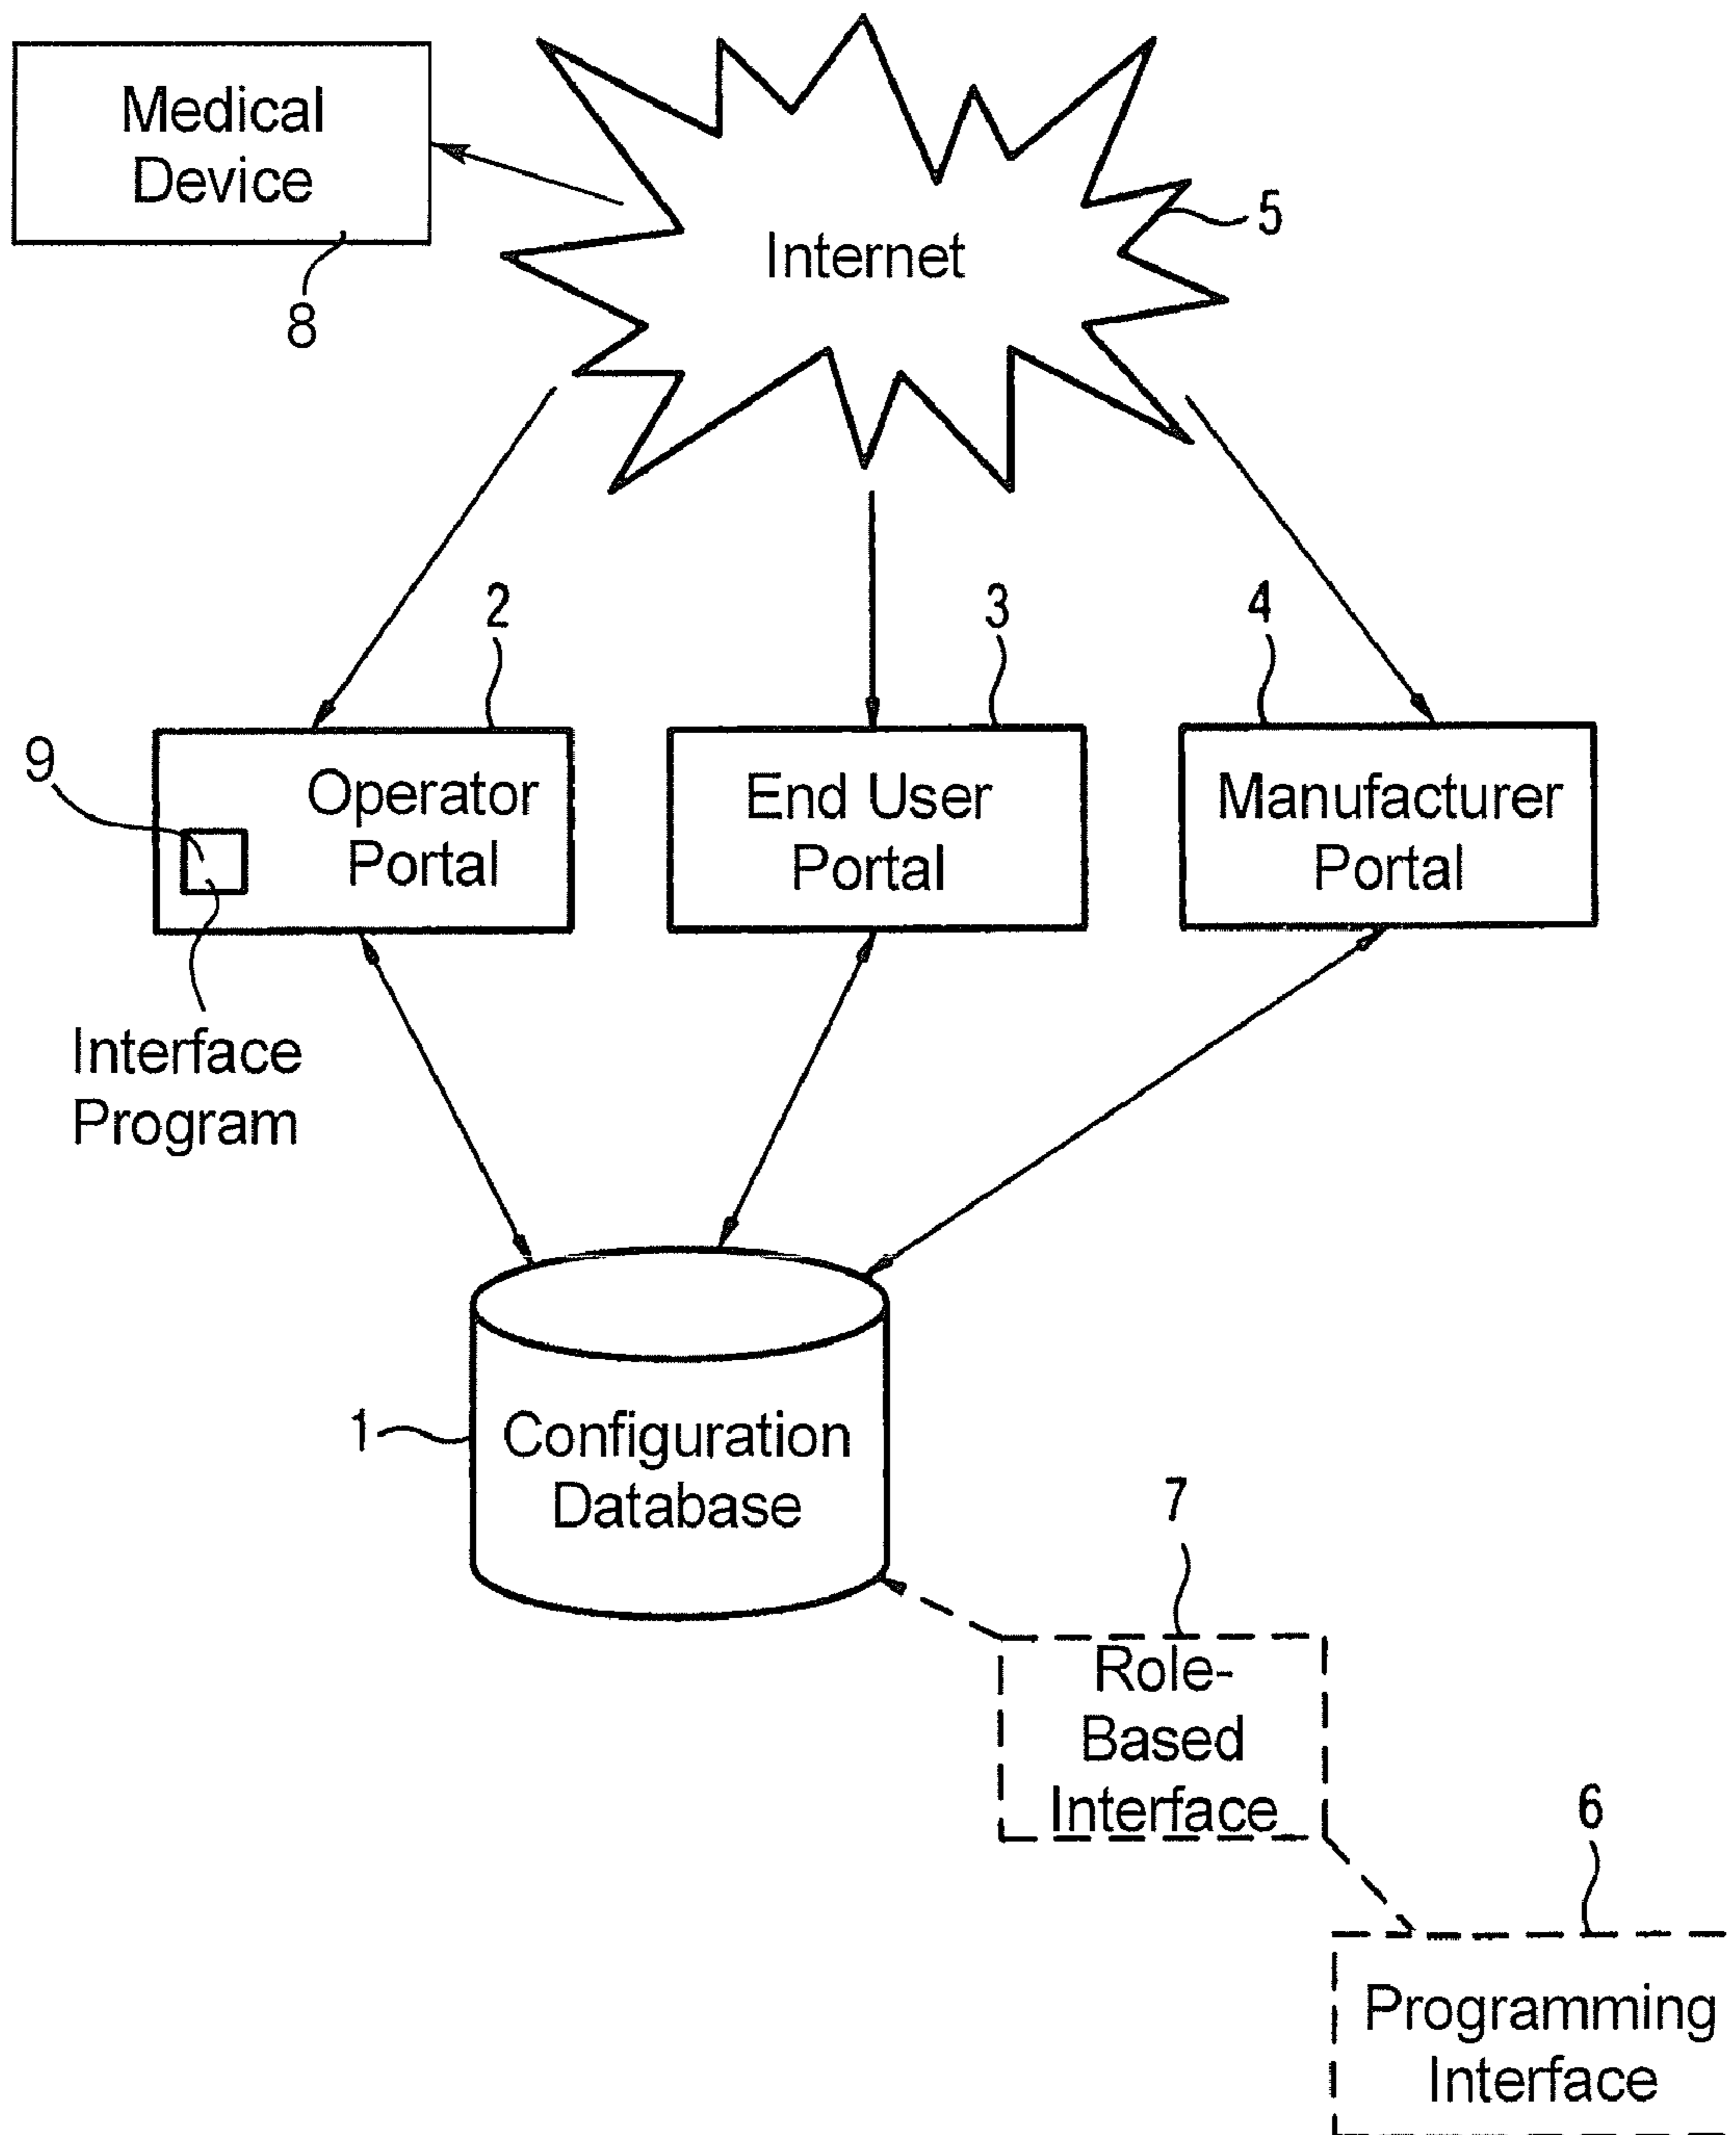 Medical
Device
8
Internet
5
2
3
4
9
Operator
Portal
End User
Portal
Manufacturer
Portal
Interface
Program
1
Configuration
Database
7
Role-
Based
Interface
6
Programming
Interface